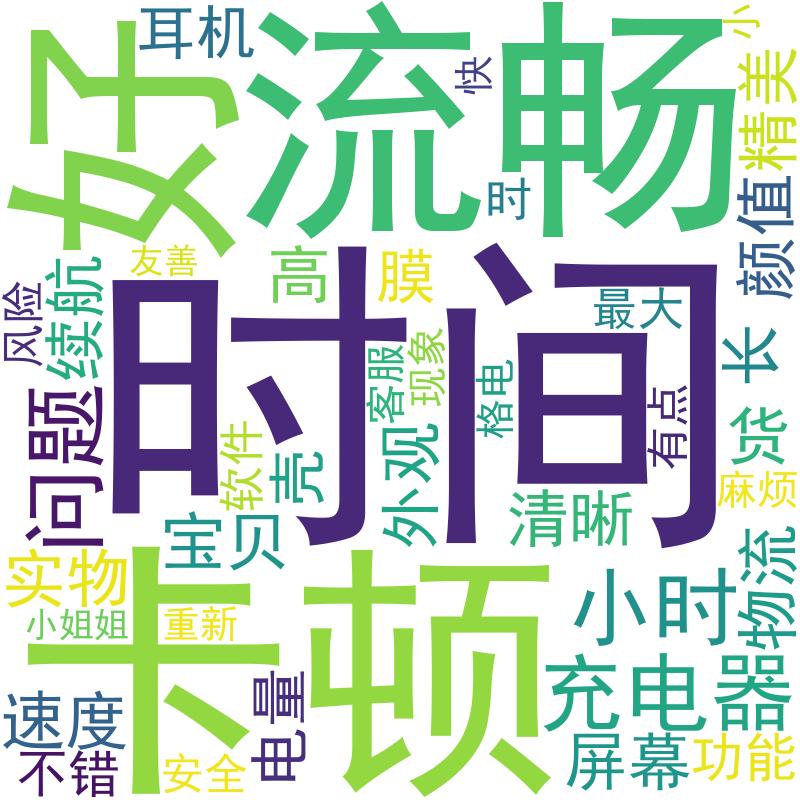 耳机
好
流畅
小
快
精美
时
颜值
友善
高
膜
续航
风险
时间
最大
长
现象
客服
格电
有点
问题
货
软件
壳
外观
麻烦
清晰
宝贝
物流
实物
卡顿
小时
小姐姐
重新
充电器
电量
速度
屏幕
功能
不错
安全